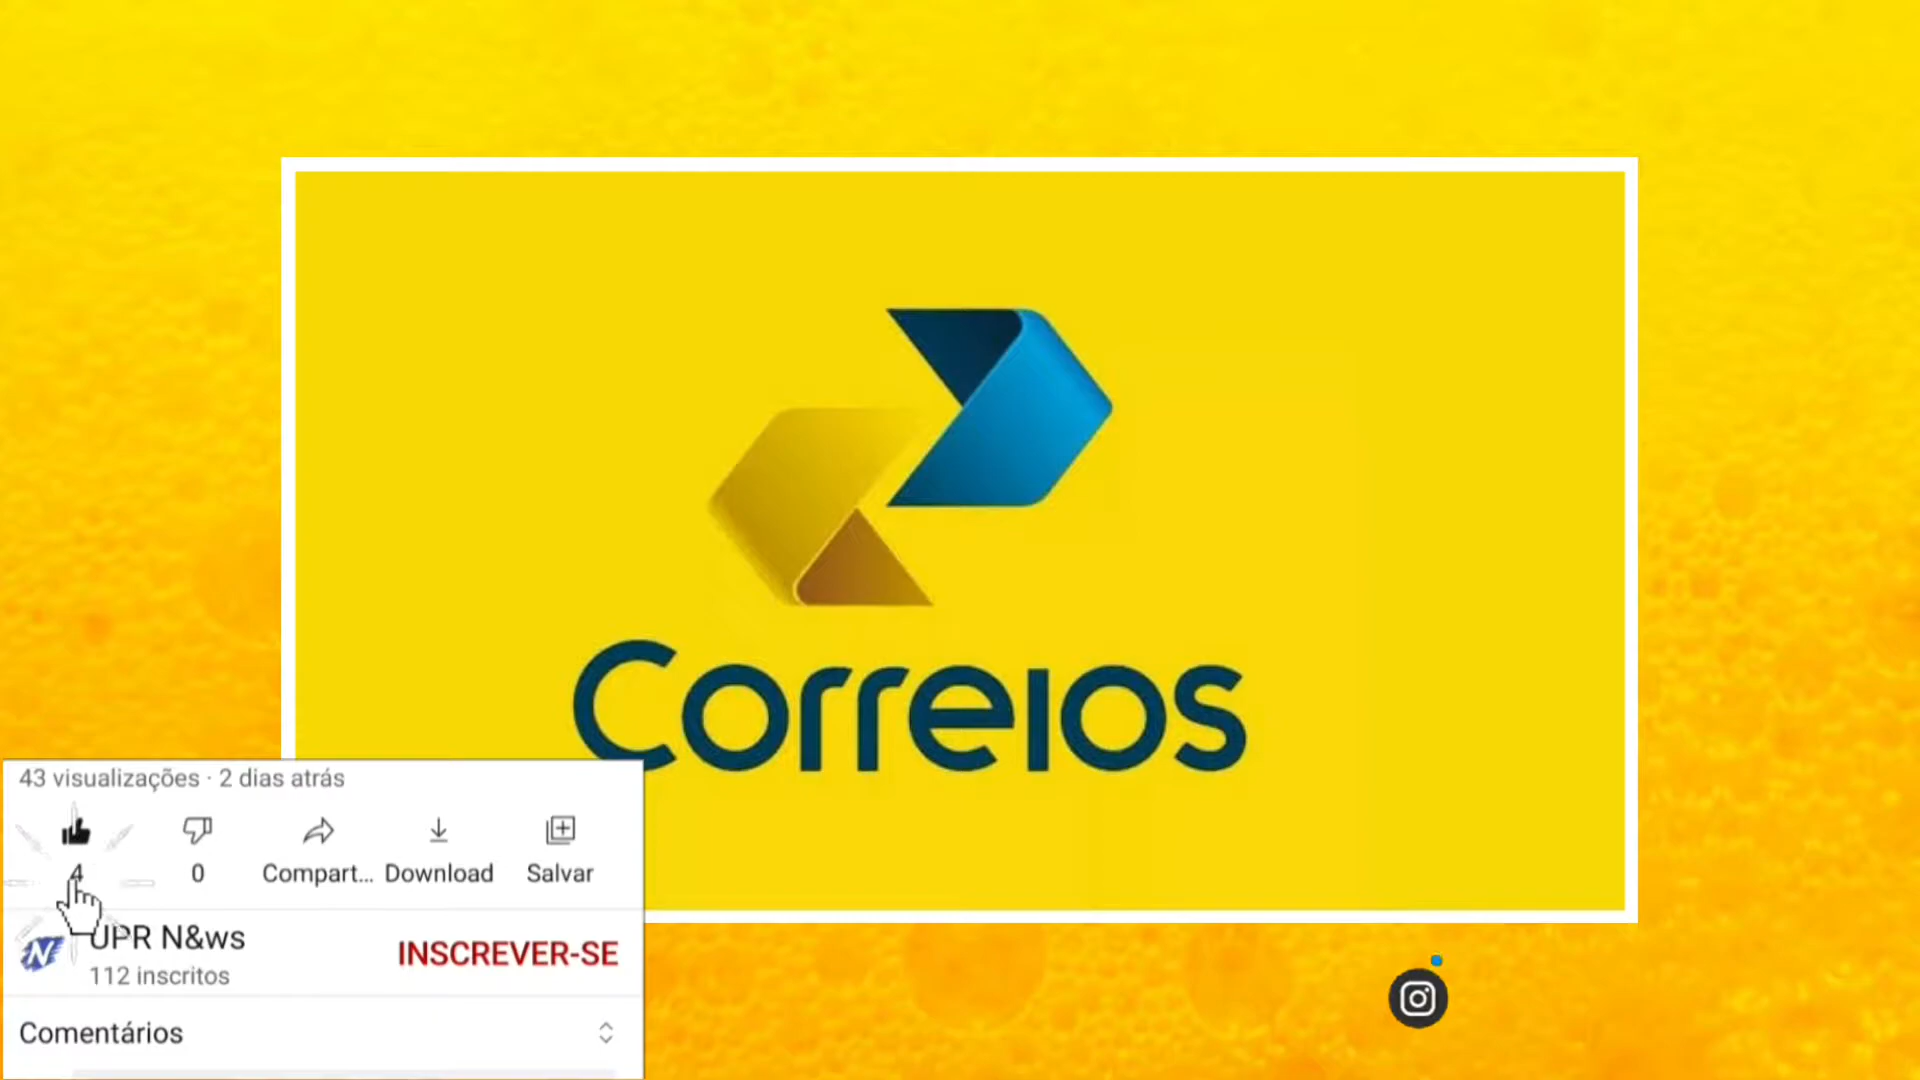 Correios
43 visualizações · 2 dias atrás
4
0
Compart...
Download
Salvar
UPR N&ws
112 inscritos
INSCREVER-SE
Comentários